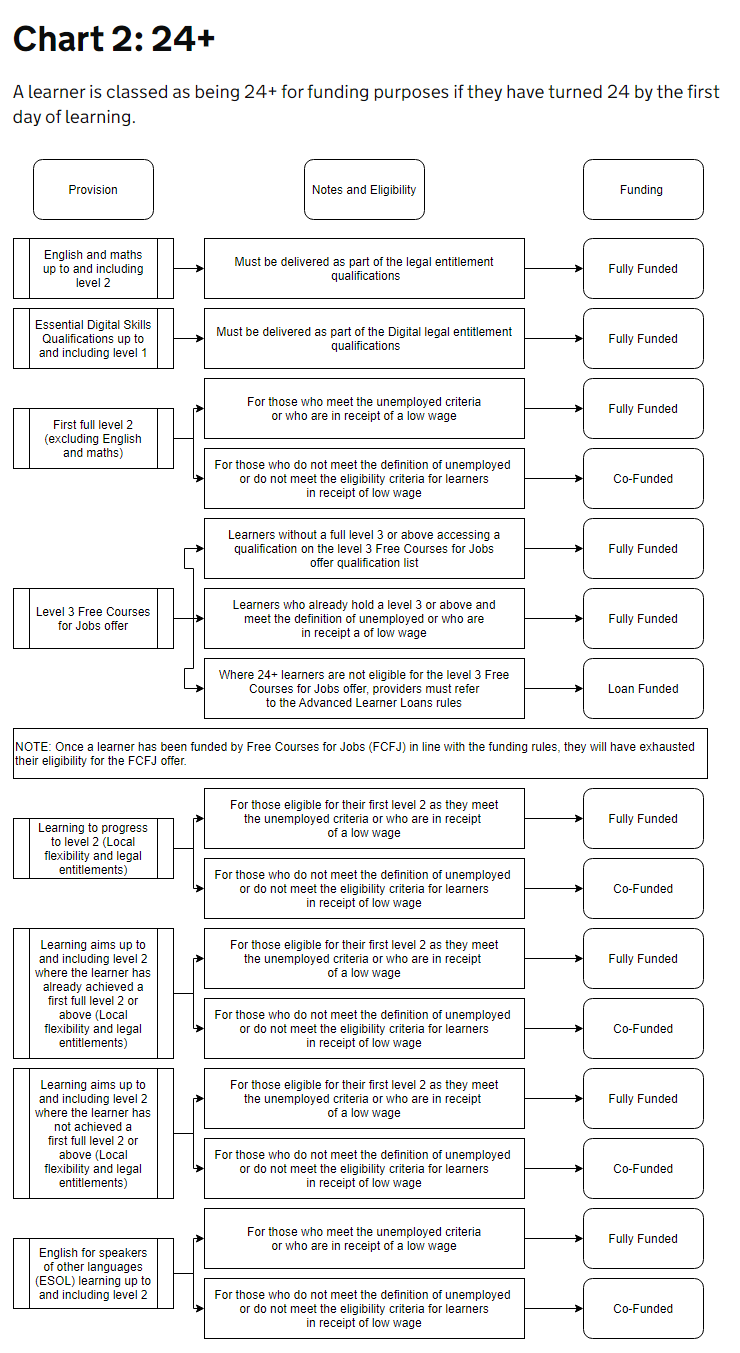 Chart 2: 24+
A learner is classed as being 24+ for funding purposes if they have turned 24 by the first
day of learning.
Provision
Notes and Eligibility
Funding
English and maths
up to and including
level 2
Must be delivered as part of the legal entitlement
qualifications
Fully Funded
Essential Digital Skills
Qualifications up to
and including level 1
Must be delivered as part of the Digital legal entitlement
qualifications
Fully Funded
First full level 2
(excluding English
and maths)
For those who meet the unemployed criteria
or who are in receipt of a low wage
Fully Funded
For those who do not meet the definition of unemployed
or do not meet the eligibility criteria for learners
in receipt of low wage
Co-Funded
Level 3 Free Courses
for Jobs offer
Learners without a full level 3 or above accessing a
qualification on the level 3 Free Courses for Jobs
offer qualification list
Fully Funded
Learners who already hold a level 3 or above and
meet the definition of unemployed or who are
in receipt a of low wage
Fully Funded
Where 24+ learners are not eligible for the level 3 Free
Courses for Jobs offer, providers must refer
to the Advanced Learner Loans rules
Loan Funded
NOTE: Once a learner has been funded by Free Courses for Jobs (FCFJ) in line with the funding rules, they will have exhausted
their eligibility for the FCFJ offer.
Learning to progress
to level 2 (Local
flexibility and legal
entitlements)
For those eligible for their first level 2 as they meet
the unemployed criteria or who are in receipt
of a low wage
Fully Funded
For those who do not meet the definition of unemployed
or do not meet the eligibility criteria for learners
in receipt of low wage
Co-Funded
Learning aims up to
and including level 2
where the learner has
already achieved a
first full level 2 or
above (Local
flexibility and legal
entitlements)
For those eligible for their first level 2 as they meet
the unemployed criteria or who are in receipt
of a low wage
Fully Funded
For those who do not meet the definition of unemployed
or do not meet the eligibility criteria for learners
in receipt of low wage
Co-Funded
Learning aims up to
and including level 2
where the learner has
not achieved a
first full level 2 or
above (Local
flexibility and legal
entitlements)
For those eligible for their first level 2 as they meet
the unemployed criteria or who are in receipt
of a low wage
Fully Funded
For those who do not meet the definition of unemployed
or do not meet the eligibility criteria for learners
in receipt of low wage
Co-Funded
English for speakers
of other languages
(ESOL) learning up to
and including level 2
For those who meet the unemployed criteria
or who are in receipt of a low wage
Fully Funded
For those who do not meet the definition of unemployed
or do not meet the eligibility criteria for learners
in receipt of low wage
Co-Funded